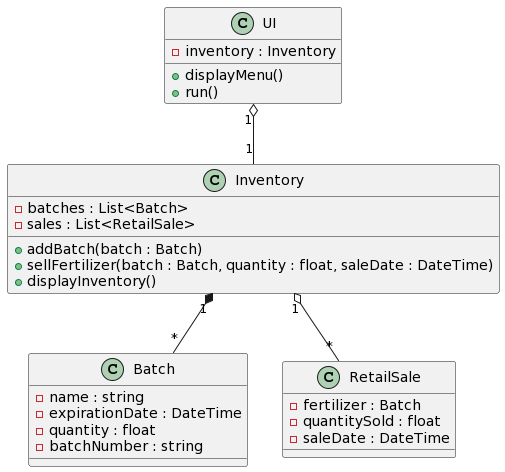 C UI
inventory : Inventory
displayMenu()
run()
1
1
C Inventory
batches : List<Batch>
sales : List<RetailSale>
addBatch(batch : Batch)
sellFertilizer(batch : Batch, quantity : float, saleDate : DateTime)
displayInventory()
1 1
* *
C Batch
name : string
expirationDate : DateTime
quantity : float
batchNumber : string
C RetailSale
fertilizer : Batch
quantitySold : float
saleDate : DateTime